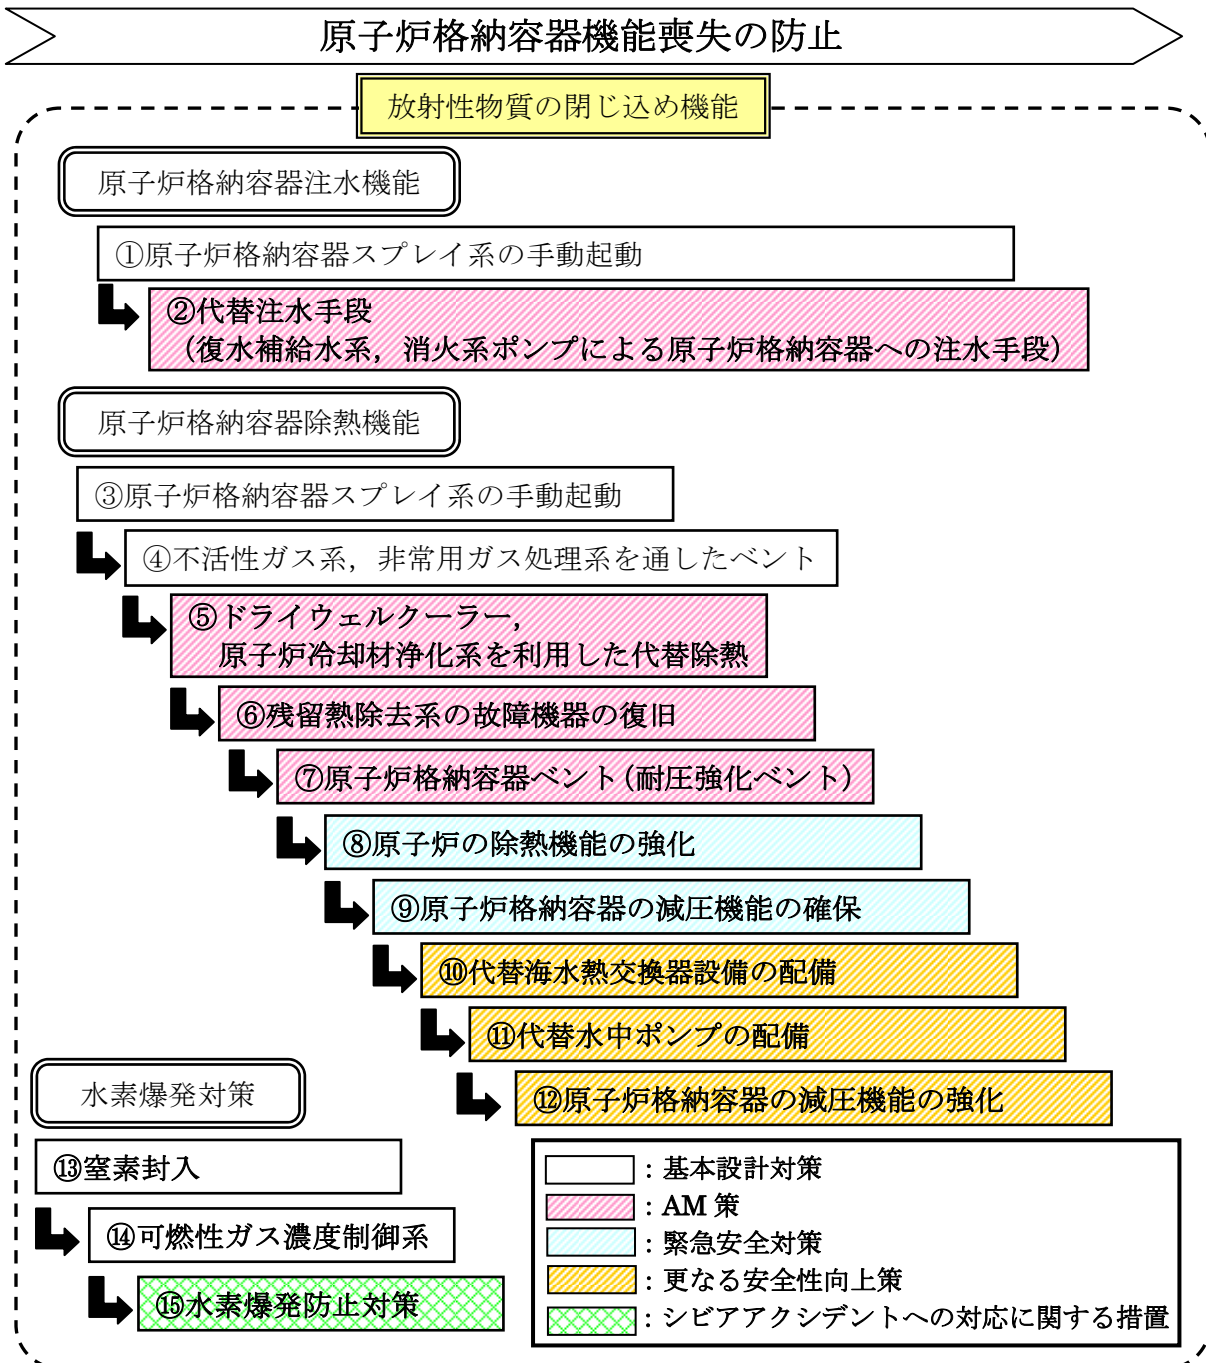 原子炉格納容器機能喪失の防止
放射性物質の閉じ込め機能
原子炉格納容器注水機能
①原子炉格納容器スプレイ系の手動起動
②代替注水手段
（復水補給水系，消火系ポンプによる原子炉格納容器への注水手段）
原子炉格納容器除熱機能
③原子炉格納容器スプレイ系の手動起動
④不活性ガス系，非常用ガス処理系を通したベント
⑤ドライウェルクーラー，
原子炉冷却材浄化系を利用した代替除熱
⑥残留熱除去系の故障機器の復旧
⑦原子炉格納容器ベント（耐圧強化ベント）
⑧原子炉の除熱機能の強化
⑨原子炉格納容器の減圧機能の確保
⑩代替海水熱交換器設備の配備
⑪代替水中ポンプの配備
⑫原子炉格納容器の減圧機能の強化
水素爆発対策
⑬窒素封入
⑭可燃性ガス濃度制御系
⑮水素爆発防止対策
：基本設計対策
：AM 策
：緊急安全対策
：更なる安全性向上策
：シビアアクシデントへの対応に関する措置